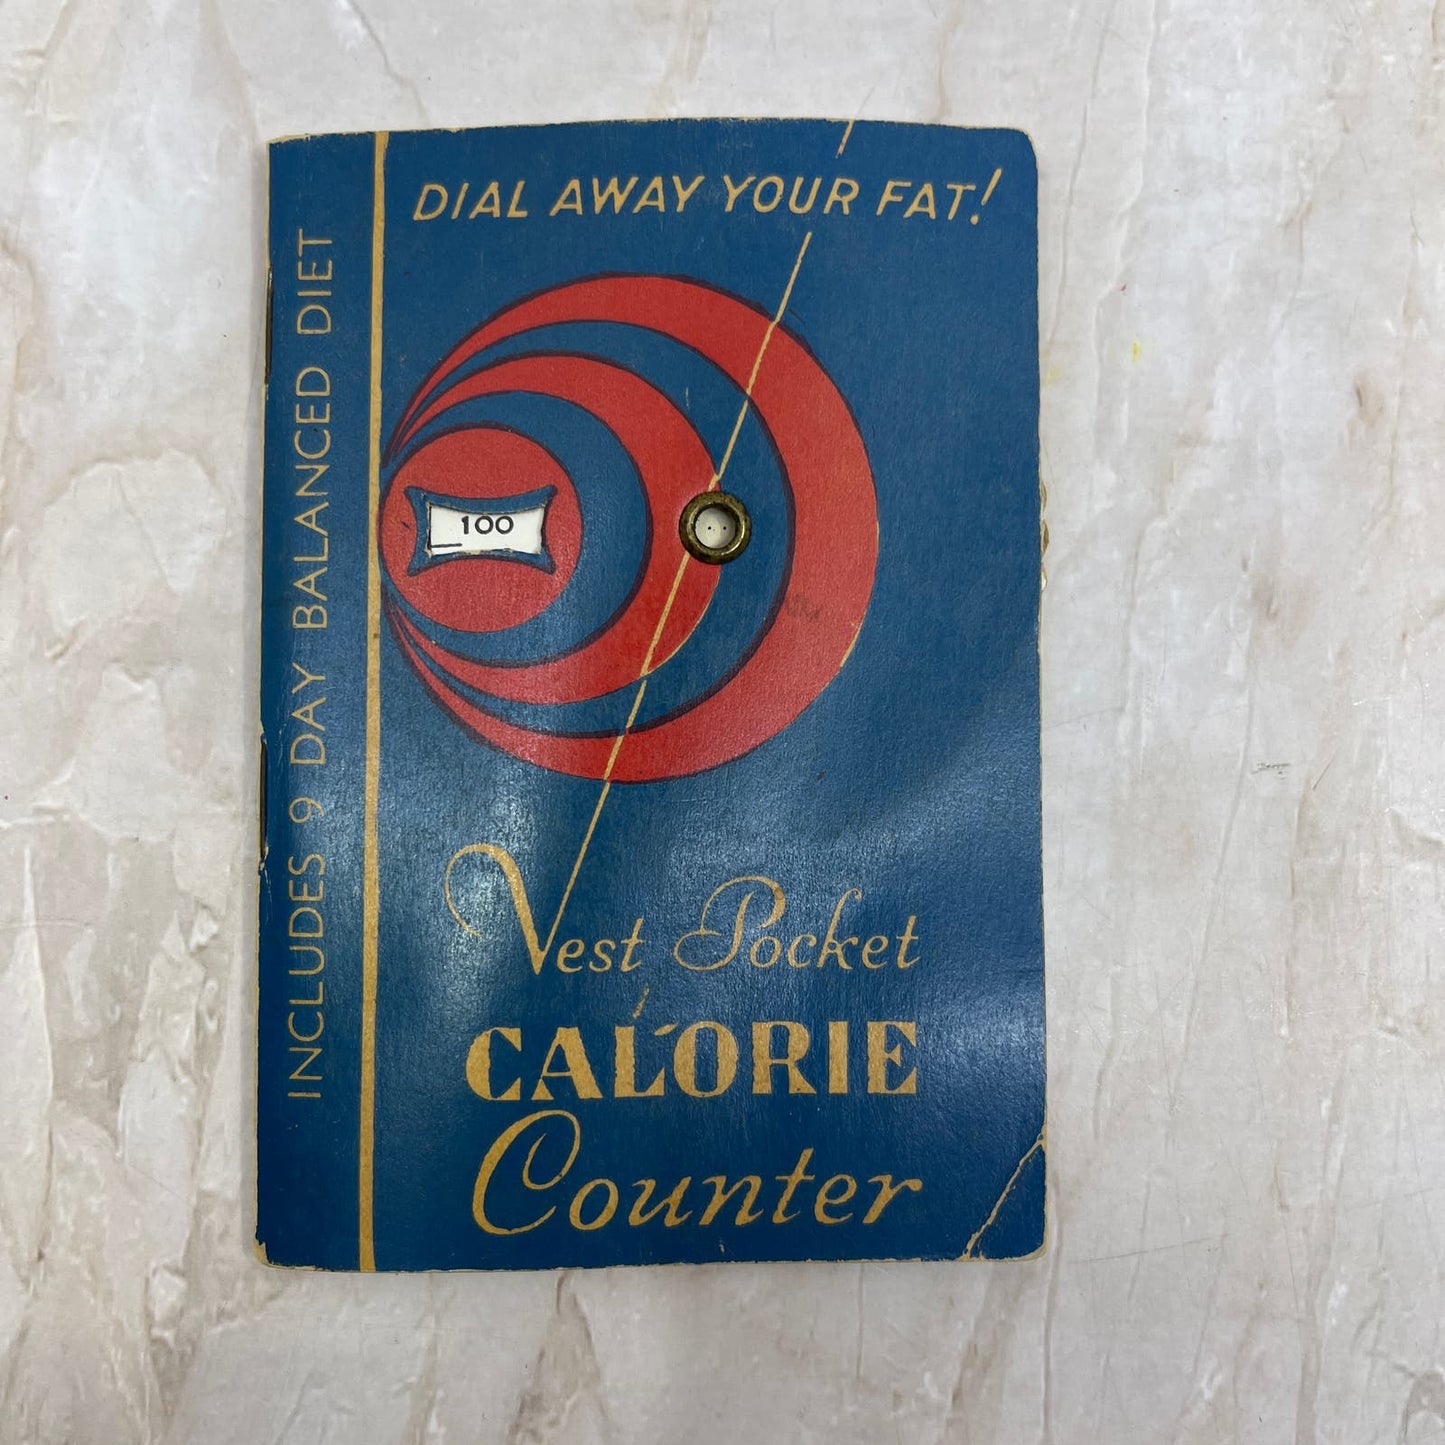 DIAL AWAY YOUR FAT!
INCLUDES 9 DAY BALANCED DIET
100
Vest Pocket
CALORIE
Counter